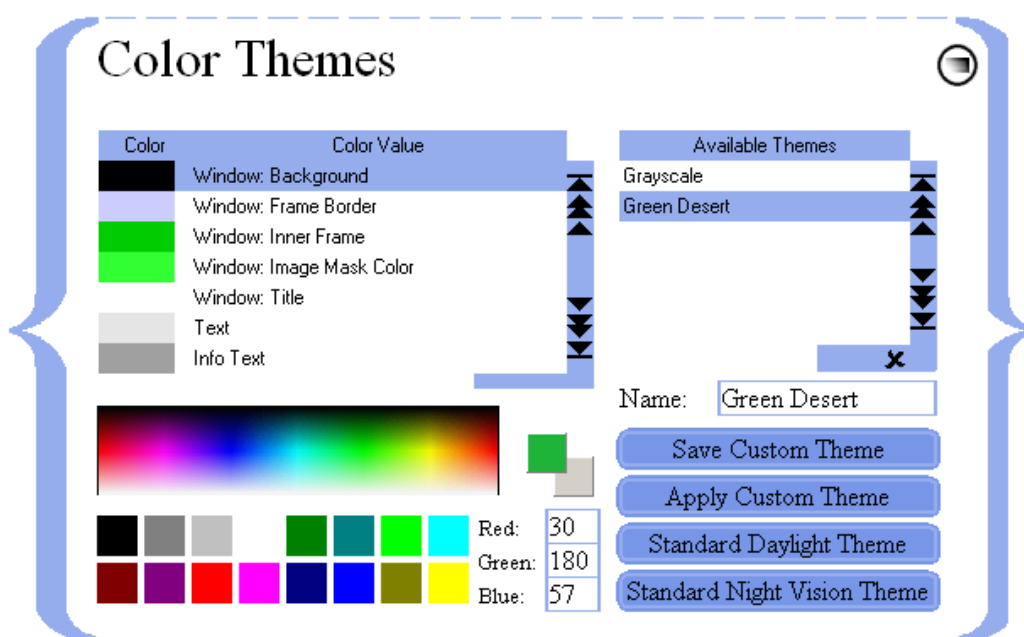 Color Themes
Color Color Value
Window: Background
Window: Frame Border
Window: Inner Frame
Window: Image Mask Color
Window: Title
Text
Info Text
Available Themes
Grayscale
Green Desert
Name: Green Desert
Save Custom Theme
Apply Custom Theme
Standard Daylight Theme
Standard Night Vision Theme
Red: 30
Green: 180
Blue: 57